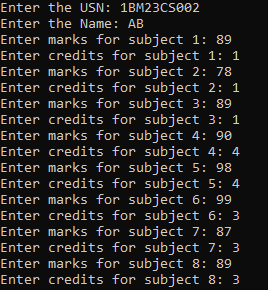 Enter the USN: 1BM23CS002
Enter the Name: AB
Enter marks for subject 1: 89
Enter credits for subject 1: 1
Enter marks for subject 2: 78
Enter credits for subject 2: 1
Enter marks for subject 3: 89
Enter credits for subject 3: 1
Enter marks for subject 4: 90
Enter credits for subject 4: 4
Enter marks for subject 5: 98
Enter credits for subject 5: 4
Enter marks for subject 6: 99
Enter credits for subject 6: 3
Enter marks for subject 7: 87
Enter credits for subject 7: 3
Enter marks for subject 8: 89
Enter credits for subject 8: 3